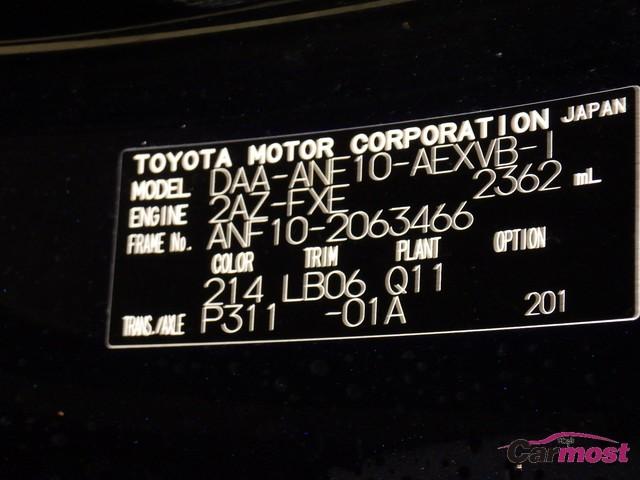 TOYOTA MOTOR CORPORATION JAPAN
MODEL DAA-ANF10-AEXVB-I
ENGINE 2AZ-FXE 2362 mL
FRAME No. ANF10-2063466
COLOR TRIM PLANT OPTION
214 LB06 Q11
TRANS./AXLE P311 -01A 201
Carmost